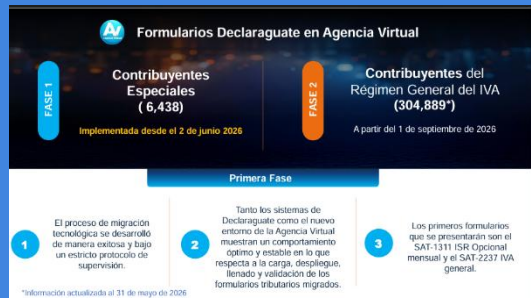 AV
Formularios Declaraguate en Agencia Virtual
FASE 1
Contribuyentes
Especiales
( 6,438)
Implementada desde el 2 de junio 2026
FASE 2
Contribuyentes del
Régimen General del IVA
(304,889*)
A partir del 1 de septiembre de 2026
Primera Fase
1
El proceso de migración
tecnológica se desarrolló
de manera exitosa y bajo
un estricto protocolo de
supervisión.
2
Tanto los sistemas de
Declaraguate como el nuevo
entorno de la Agencia Virtual
muestran un comportamiento
óptimo y estable en lo que
respecta a la carga, despliegue,
llenado y validación de los
formularios tributarios migrados.
3
Los primeros formularios
que se presentarán son el
SAT-1311 ISR Opcional
mensual y el SAT-2237 IVA
general.
*Información actualizada al 31 de mayo de 2026